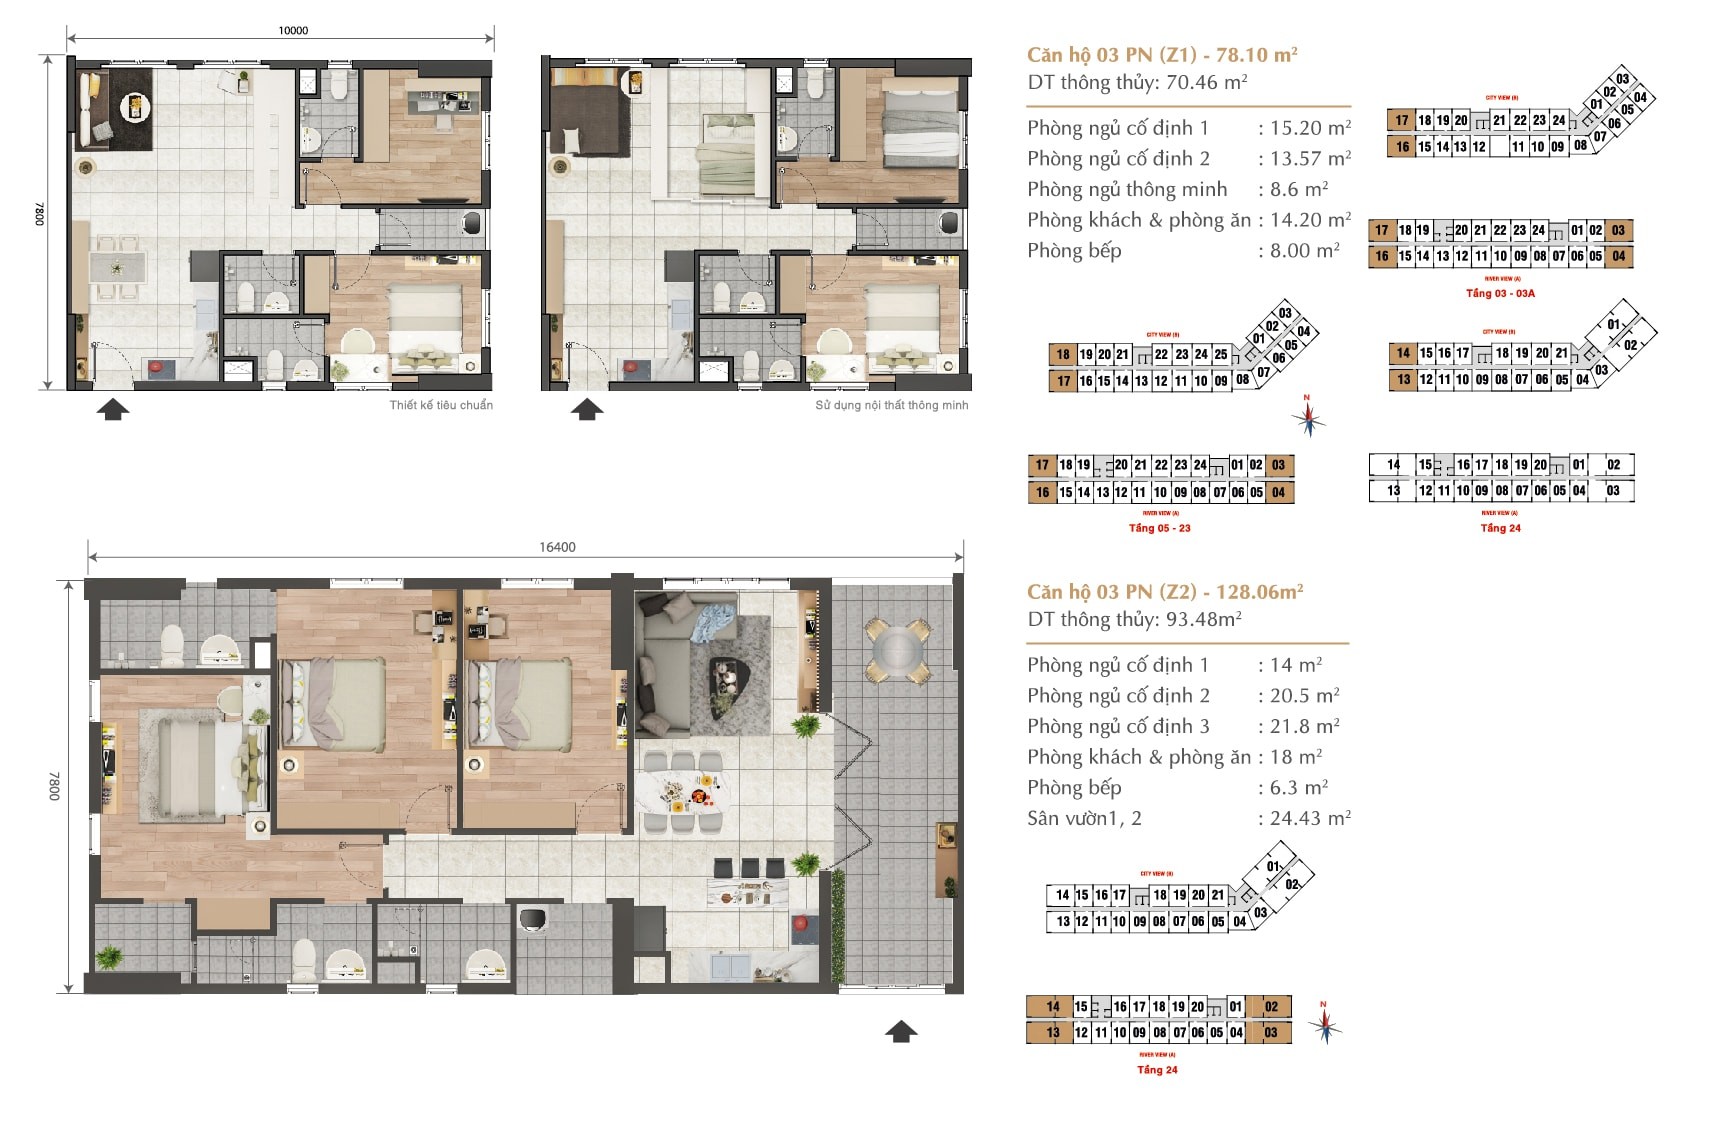 10000
7800
Thiết kế tiêu chuẩn
Sử dụng nội thất thông minh
Căn hộ 03 PN (Z1) - 78.10 m²
DT thông thủy: 70.46 m²
Phòng ngủ cố định 1 : 15.20 m²
Phòng ngủ cố định 2 : 13.57 m²
Phòng ngủ thông minh : 8.6 m²
Phòng khách & phòng ăn : 14.20 m²
Phòng bếp : 8.00 m²
CITY VIEW (B)
03
02 04
01 05
17 18 19 20 21 22 23 24 06
07
16 15 14 13 12 11 10 09 08
17 18 19 20 21 22 23 24 01 02 03
16 15 14 13 12 11 10 09 08 07 06 05 04
RIVER VIEW (A)
Tầng 03 - 03A
CITY VIEW (B)
03
02 04
01 05
18 19 20 21 22 23 24 25 06
07
17 16 15 14 13 12 11 10 09 08
CITY VIEW (B)
01
02
14 15 16 17 18 19 20 21
03
13 12 11 10 09 08 07 06 05 04
N
17 18 19 20 21 22 23 24 01 02 03
16 15 14 13 12 11 10 09 08 07 06 05 04
RIVER VIEW (A)
Tầng 05 - 23
14 15 16 17 18 19 20 01 02
13 12 11 10 09 08 07 06 05 04 03
RIVER VIEW (A)
Tầng 24
16400
7800
Căn hộ 03 PN (Z2) - 128.06m²
DT thông thủy: 93.48m²
Phòng ngủ cố định 1 : 14 m²
Phòng ngủ cố định 2 : 20.5 m²
Phòng ngủ cố định 3 : 21.8 m²
Phòng khách & phòng ăn : 18 m²
Phòng bếp : 6.3 m²
Sân vườn1, 2 : 24.43 m²
CITY VIEW (B)
01
02
14 15 16 17 18 19 20 21
03
13 12 11 10 09 08 07 06 05 04
14 15 16 17 18 19 20 01 02
13 12 11 10 09 08 07 06 05 04 03
N
RIVER VIEW (A)
Tầng 24